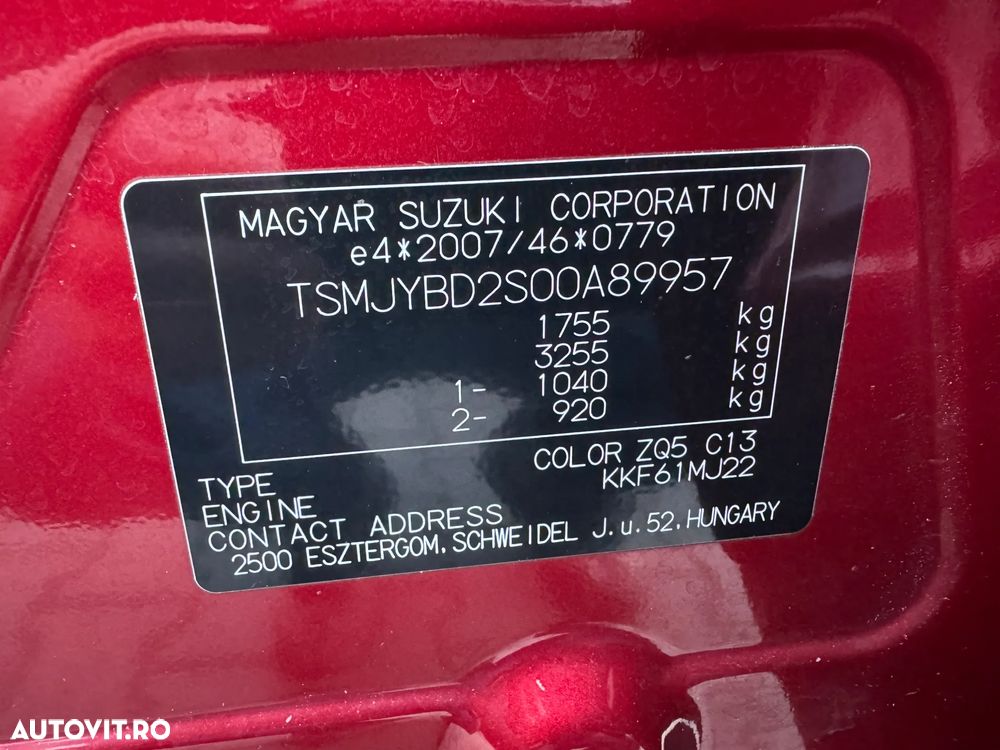 MAGYAR SUZUKI CORPORATION
e4*2007/46*0779
TSMJYBD2S00A89957
1755 kg
3255 kg
1- 1040 kg
2- 920 kg
COLOR ZQ5 C13
TYPE KKF61MJ22
ENGINE
CONTACT ADDRESS
2500 ESZTERGOM, SCHWEIDEL J.u.52. HUNGARY
AUTOVIT.RO